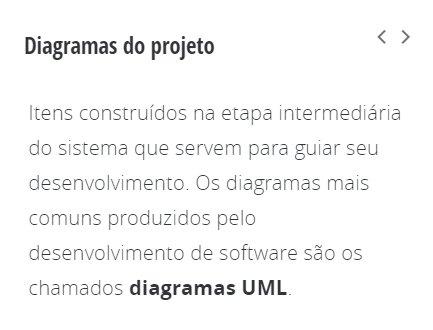 Diagramas do projeto
Itens construídos na etapa intermediária
do sistema que servem para guiar seu
desenvolvimento. Os diagramas mais
comuns produzidos pelo
desenvolvimento de software são os
chamados diagramas UML.